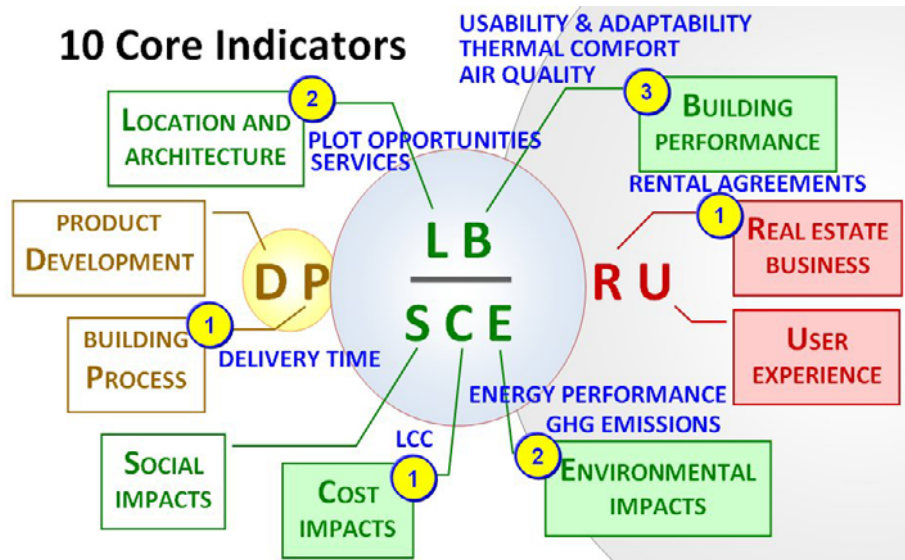 10 Core Indicators
USABILITY & ADAPTABILITY
THERMAL COMFORT
AIR QUALITY
2
LOCATION AND
ARCHITECTURE
PLOT OPPORTUNITIES
SERVICES
3
BUILDING
PERFORMANCE
RENTAL AGREEMENTS
PRODUCT
DEVELOPMENT
D P
L B
S C E
R U
1
REAL ESTATE
BUSINESS
1
BUILDING
PROCESS
DELIVERY TIME
USER
EXPERIENCE
ENERGY PERFORMANCE
GHG EMISSIONS
SOCIAL
IMPACTS
LCC
1
COST
IMPACTS
2
ENVIRONMENTAL
IMPACTS